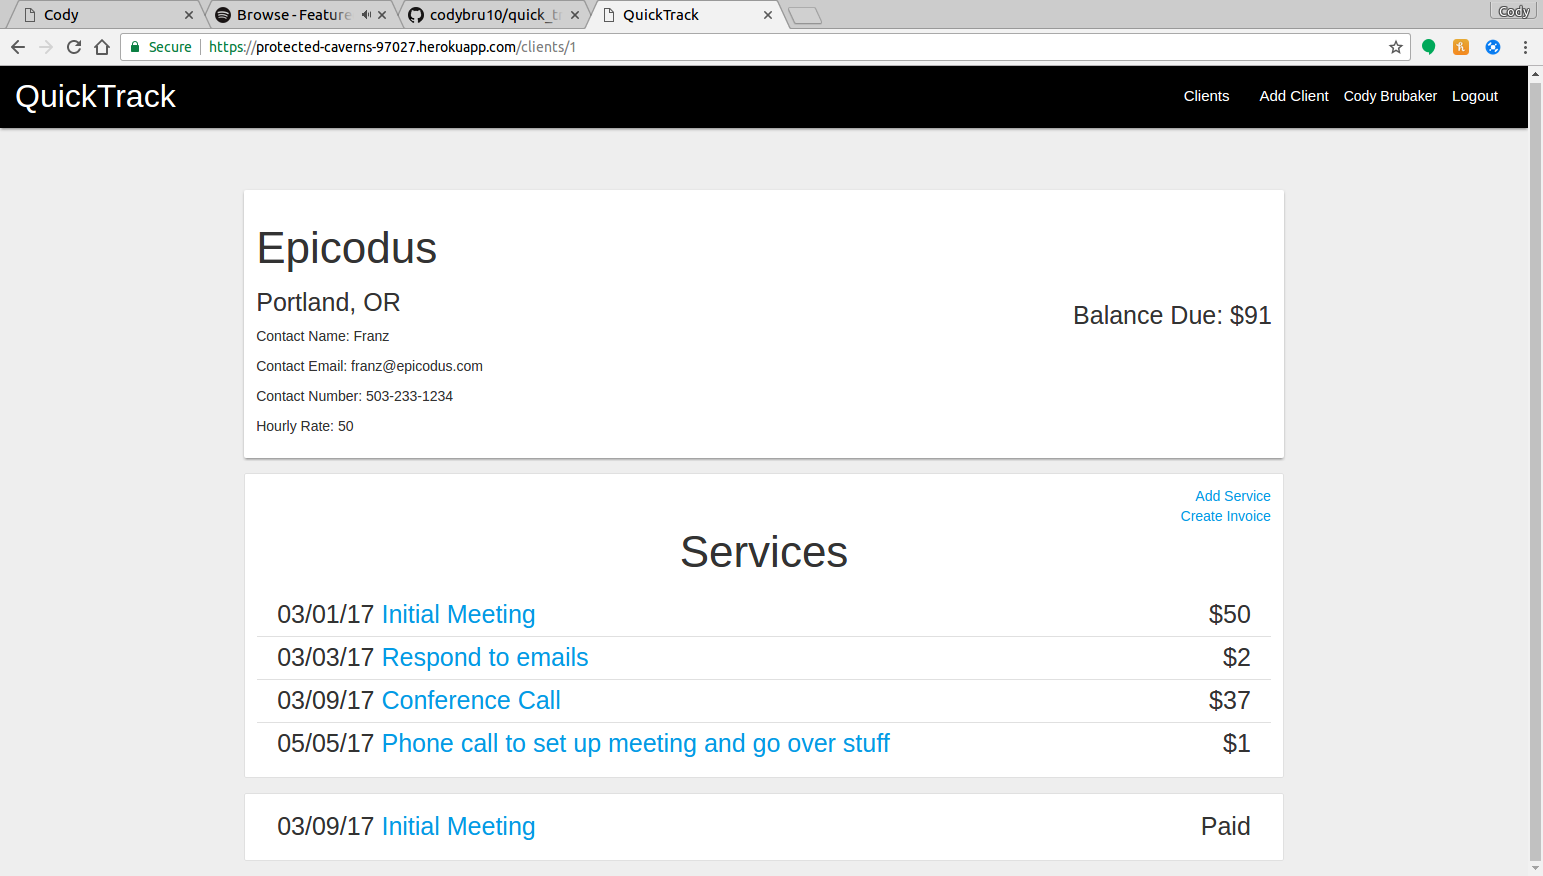 Cody
Browse - Feature
codybru10/quick_t
QuickTrack
Cody
Secure https://protected-caverns-97027.herokuapp.com/clients/1
QuickTrack Clients Add Client Cody Brubaker Logout
Epicodus
Portland, OR
Balance Due: $91
Contact Name: Franz
Contact Email: franz@epicodus.com
Contact Number: 503-233-1234
Hourly Rate: 50
Add Service
Create Invoice
Services
03/01/17 Initial Meeting $50
03/03/17 Respond to emails $2
03/09/17 Conference Call $37
05/05/17 Phone call to set up meeting and go over stuff $1
03/09/17 Initial Meeting Paid